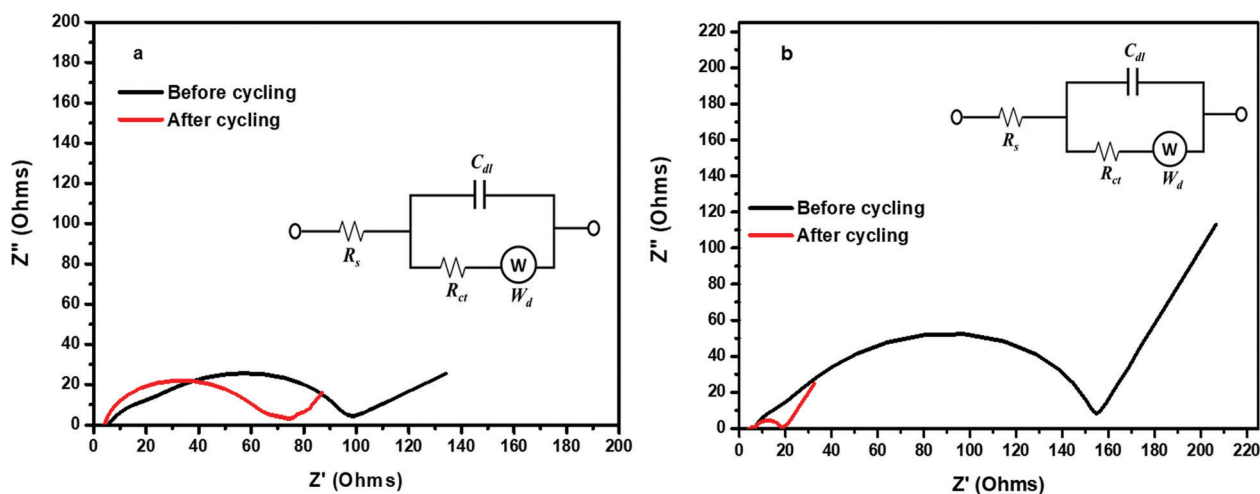 a
Before cycling
After cycling
C_dl
R_s
R_ct
W
W_d
Z'' (Ohms)
200
180
160
140
120
100
80
60
40
20
0
0 20 40 60 80 100 120 140 160 180 200
Z' (Ohms)
b
C_dl
R_s
R_ct
W
W_d
Before cycling
After cycling
Z'' (Ohms)
220
200
180
160
140
120
100
80
60
40
20
0
0 20 40 60 80 100 120 140 160 180 200 220
Z' (Ohms)